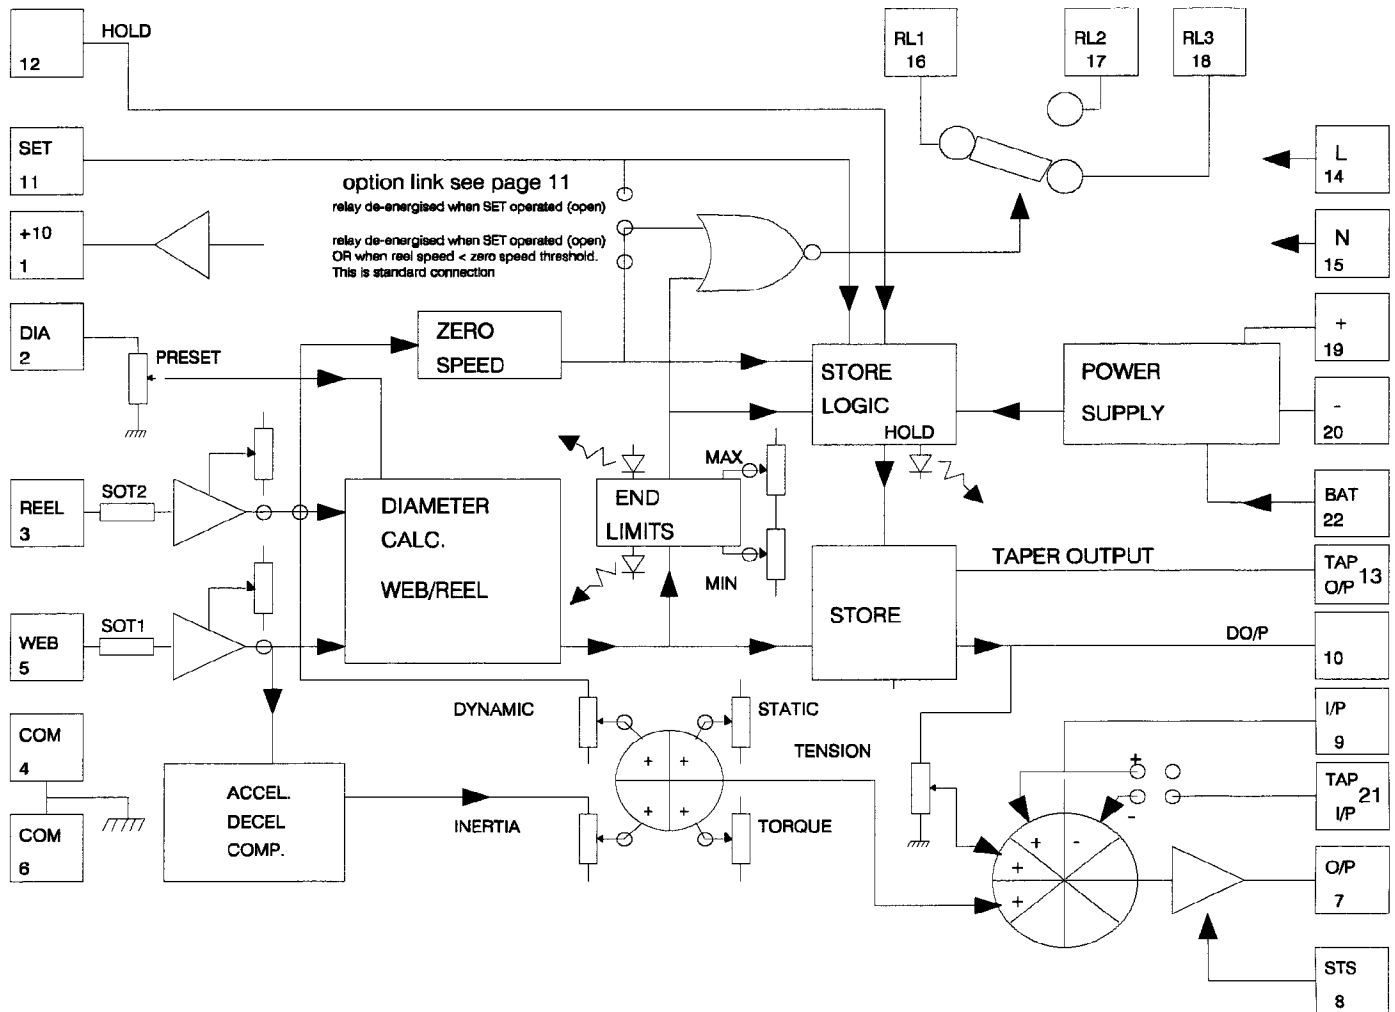 HOLD
12
SET
11
+10
1
DIA
2
PRESET
REEL
3
SOT2
WEB
5
SOT1
COM
4
COM
6
option link see page 11
relay de-energised when SET operated (open)
relay de-energised when SET operated (open)
OR when reel speed < zero speed threshold.
This is standard connection
ZERO
SPEED
DIAMETER
CALC.
WEB/REEL
END
LIMITS
MAX
MIN
STORE
LOGIC
HOLD
STORE
POWER
SUPPLY
RL1
16
RL2
17
RL3
18
L
14
N
15
+
19
-
20
BAT
22
TAPER OUTPUT
TAP 13
O/P
DO/P
10
I/P
9
TAP 21
I/P
O/P
7
STS
8
ACCEL.
DECEL
COMP.
DYNAMIC
STATIC
INERTIA
TORQUE
+ +
+ +
TENSION
+
-
+ -
+
+